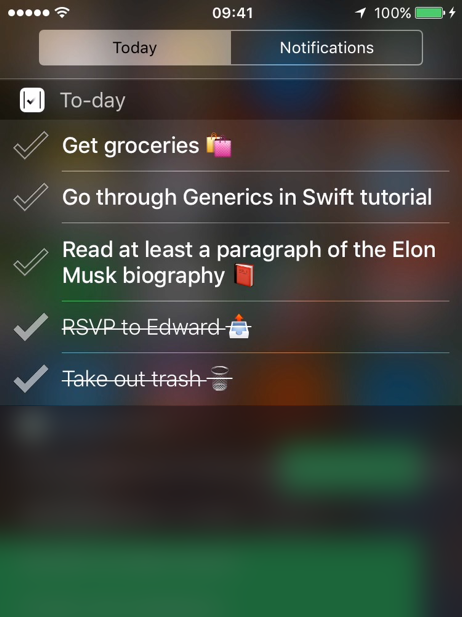 09:41 100%
Today Notifications
To-day
Get groceries 🛍
Go through Generics in Swift tutorial
Read at least a paragraph of the Elon
Musk biography 📕
RSVP to Edward 📤
Take out trash 🗑